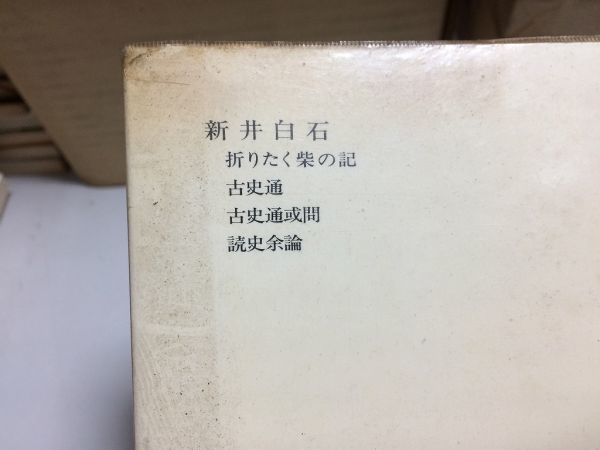 新井白石
折りたく柴の記
古史通
古史通或問
読史余論